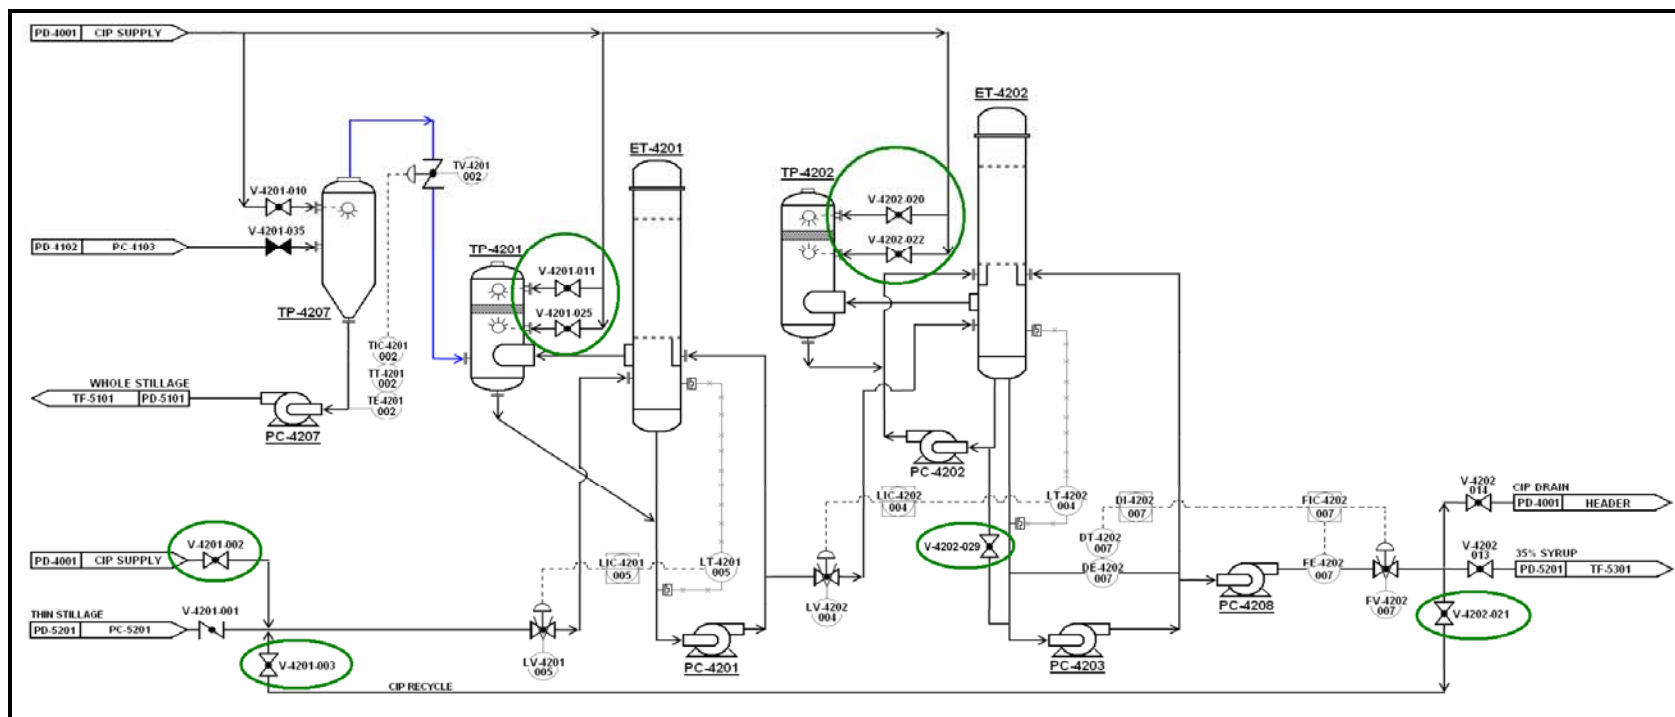 PD-4001 CIP SUPPLY
ET-4202
ET-4201
TP-4202
TV-4201
002
V-4201-010
V-4202-020
V-4201-035
PD-4102 PC-4103
V-4202-022
TP-4201
V-4201-011
TP-4207
V-4201-025
TIC-4201
002
TT-4201
002
WHOLE STILLAGE
TF-5101 PD-5101
TE-4201
002
PC-4207
PC-4202
LIC-4202
004
LT-4202
004
DI-4202
007
FIC-4202
007
V-4202
014
CIP DRAIN
PD-4001 HEADER
V-4201-002
V-4202-029
DT-4202
007
PD-4001 CIP SUPPLY
LIC-4201
005
LT-4201
005
DE-4202
007
FE-4202
007
V-4202
013
35% SYRUP
PD-5201 TF-5301
THIN STILLAGE
V-4201-001
LV-4202
004
PC-4208
FV-4202
007
V-4202-021
PD-5201 PC-5201
V-4201-003
LV-4201
005
PC-4201
PC-4203
CIP RECYCLE